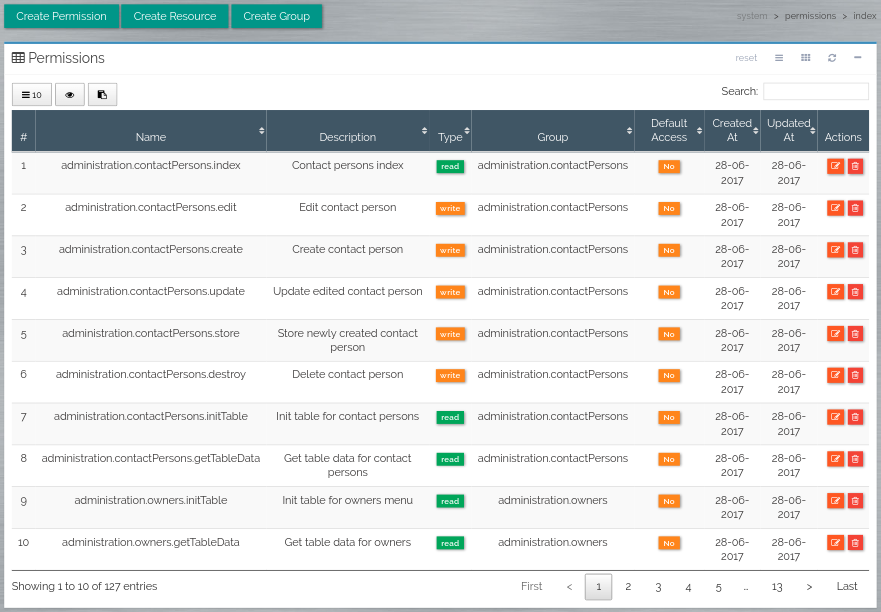 Create Permission Create Resource Create Group
system > permissions > index
Permissions
reset
10
Search:
# Name Description Type Group Default Access Created At Updated At Actions
1 administration.contactPersons.index Contact persons index read administration.contactPersons No 28-06-2017 28-06-2017
2 administration.contactPersons.edit Edit contact person write administration.contactPersons No 28-06-2017 28-06-2017
3 administration.contactPersons.create Create contact person write administration.contactPersons No 28-06-2017 28-06-2017
4 administration.contactPersons.update Update edited contact person write administration.contactPersons No 28-06-2017 28-06-2017
5 administration.contactPersons.store Store newly created contact person write administration.contactPersons No 28-06-2017 28-06-2017
6 administration.contactPersons.destroy Delete contact person write administration.contactPersons No 28-06-2017 28-06-2017
7 administration.contactPersons.initTable Init table for contact persons read administration.contactPersons No 28-06-2017 28-06-2017
8 administration.contactPersons.getTableData Get table data for contact persons read administration.contactPersons No 28-06-2017 28-06-2017
9 administration.owners.initTable Init table for owners menu read administration.owners No 28-06-2017 28-06-2017
10 administration.owners.getTableData Get table data for owners read administration.owners No 28-06-2017 28-06-2017
Showing 1 to 10 of 127 entries
First < 1 2 3 4 5 … 13 > Last